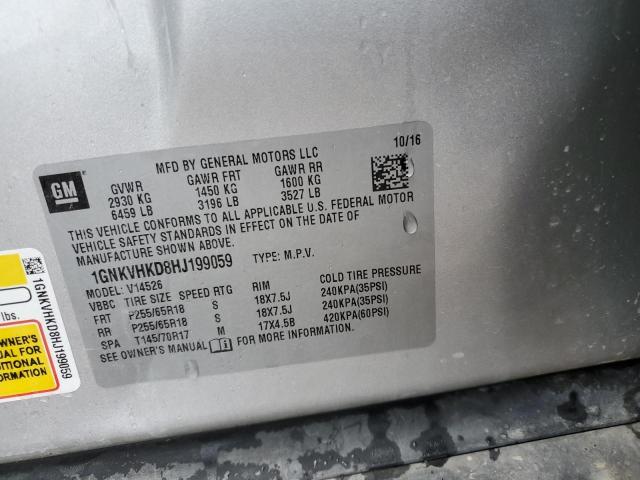 MFD BY GENERAL MOTORS LLC
10/16
GM
GVWR GAWR FRT GAWR RR
2930 KG 1450 KG 1600 KG
6459 LB 3196 LB 3527 LB
THIS VEHICLE CONFORMS TO ALL APPLICABLE U.S. FEDERAL MOTOR
VEHICLE SAFETY STANDARDS IN EFFECT ON THE DATE OF
MANUFACTURE SHOWN ABOVE.
1GNKVHKD8HJ199059 TYPE: M.P.V.
MODEL: V14526
VBBC TIRE SIZE SPEED RTG RIM COLD TIRE PRESSURE
FRT P255/65R18 S 18X7.5J 240KPA(35PSI)
RR P255/65R18 S 18X7.5J 240KPA(35PSI)
SPA T145/70R17 M 17X4.5B 420KPA(60PSI)
SEE OWNER'S MANUAL FOR MORE INFORMATION.
1GNKVHKD8HJ199059
lbs.
OWNER'S
FOR
INFORMATION